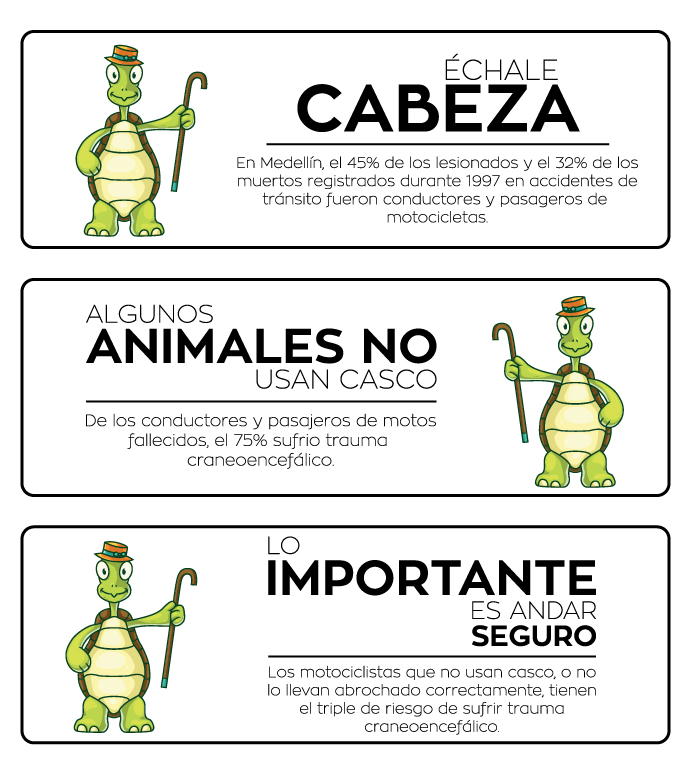 ÉCHALE
CABEZA
En Medellín, el 45% de los lesionados y el 32% de los
muertos registrados durante 1997 en accidentes de
tránsito fueron conductores y pasageros de
motocicletas.
ALGUNOS
ANIMALES NO
USAN CASCO
De los conductores y pasajeros de motos
fallecidos, el 75% sufrio trauma
craneoencefálico.
LO
IMPORTANTE
ES ANDAR
SEGURO
Los motociclistas que no usan casco, o no
lo llevan abrochado correctamente, tienen
el triple de riesgo de sufrir trauma
craneoencefálico.